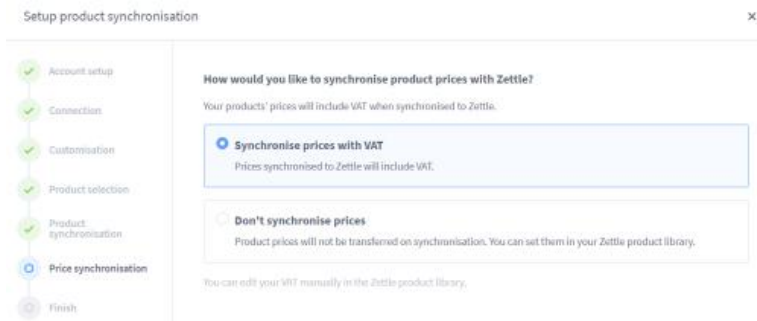 Setup product synchronisation
Account setup
Connection
Customisation
Product selection
Product
synchronisation
Price synchronisation
Finish
How would you like to synchronise product prices with Zettle?
Your products' prices will include VAT when synchronised to Zettle.
Synchronise prices with VAT
Prices synchronised to Zettle will include VAT.
Don't synchronise prices
Product prices will not be transferred on synchronisation. You can set them in your Zettle product library.
You can edit your VAT manually in the Zettle product library.